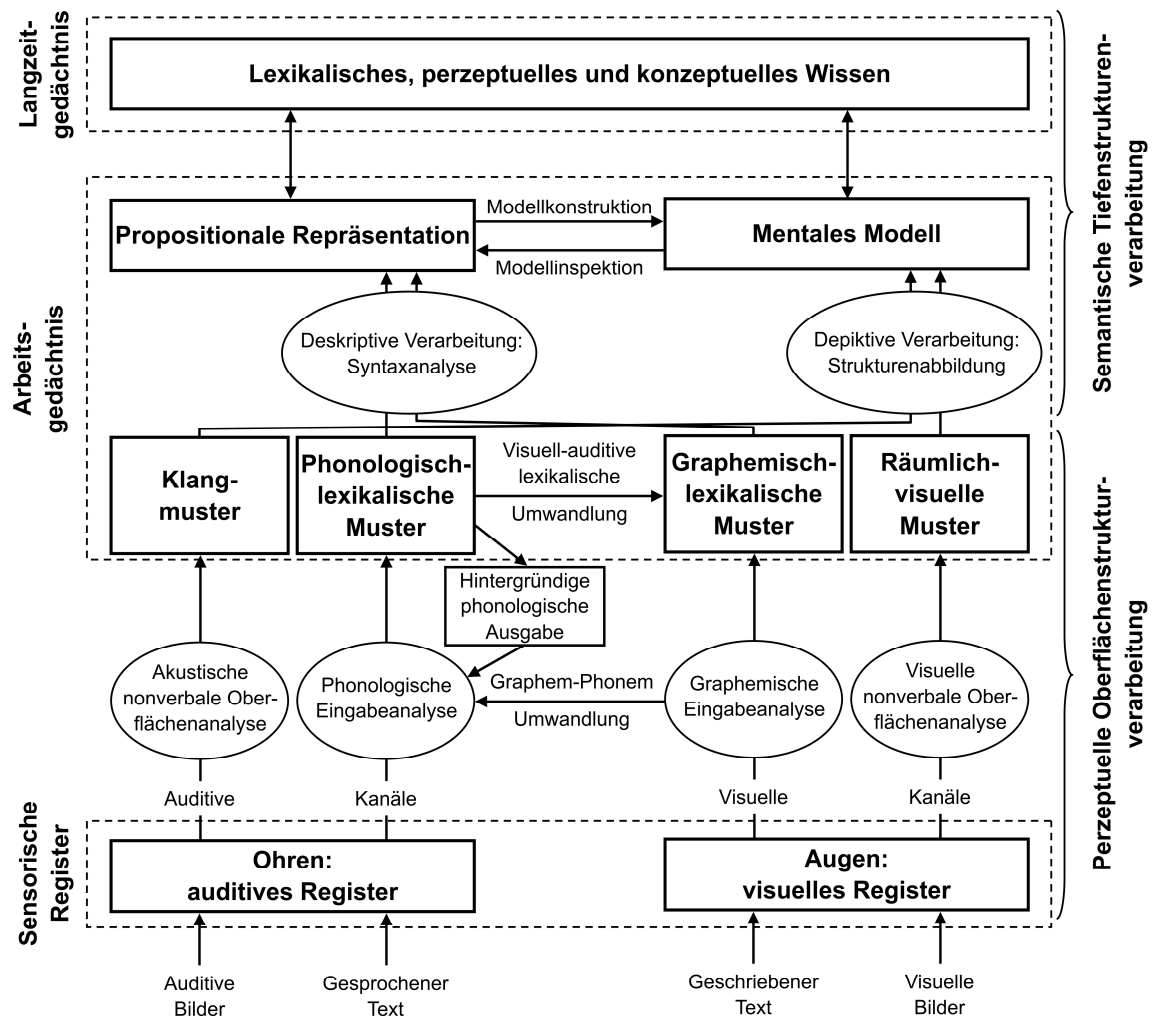 Langzeit-
gedächtnis
Lexikalisches, perzeptuelles und konzeptuelles Wissen
Semantische Tiefenstrukturen-
verarbeitung
Arbeits-
gedächtnis
Propositionale Repräsentation
Modellkonstruktion
Modellinspektion
Mentales Modell
Deskriptive Verarbeitung:
Syntaxanalyse
Depiktive Verarbeitung:
Strukturenabbildung
Klang-
muster
Phonologisch-
lexikalische
Muster
Visuell-auditive
lexikalische
Umwandlung
Graphemisch-
lexikalische
Muster
Räumlich-
visuelle
Muster
Perzeptuelle Oberflächenstruktur-
verarbeitung
Hintergründige
phonologische
Ausgabe
Akustische
nonverbale Ober-
flächenanalyse
Phonologische
Eingabeanalyse
Graphem-Phonem
Umwandlung
Graphemische
Eingabeanalyse
Visuelle
nonverbale Ober-
flächenanalyse
Auditive
Kanäle
Visuelle
Kanäle
Sensorische
Register
Ohren:
auditives Register
Augen:
visuelles Register
Auditive
Bilder
Gesprochener
Text
Geschriebener
Text
Visuelle
Bilder